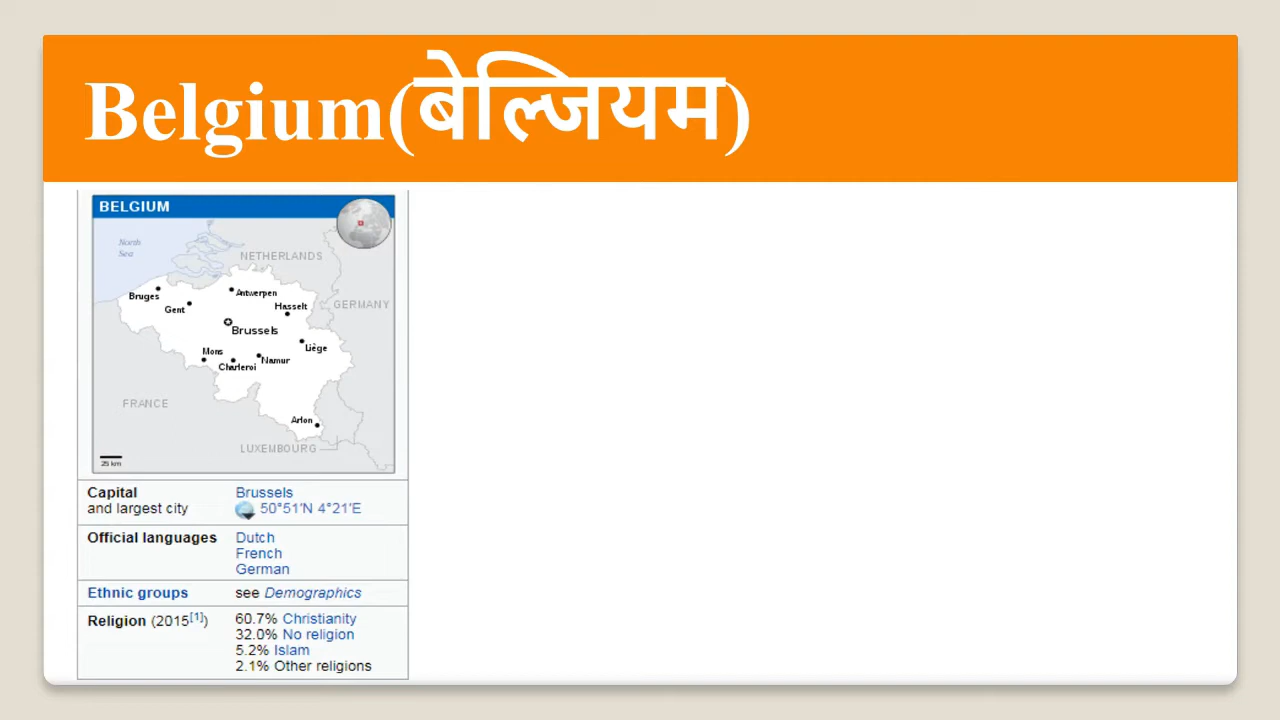 Belgium(बेल्जियम)
BELGIUM
North
Sea
NETHERLANDS
GERMANY
Bruges
Antwerpen
Gent
Hasselt
Brussels
Liège
Mons
Namur
Charleroi
FRANCE
Arlon
LUXEMBOURG
25 km
Capital
and largest city
Brussels
50°51'N 4°21'E
Official languages
Dutch
French
German
Ethnic groups see Demographics
Religion (2015[1])
60.7% Christianity
32.0% No religion
5.2% Islam
2.1% Other religions